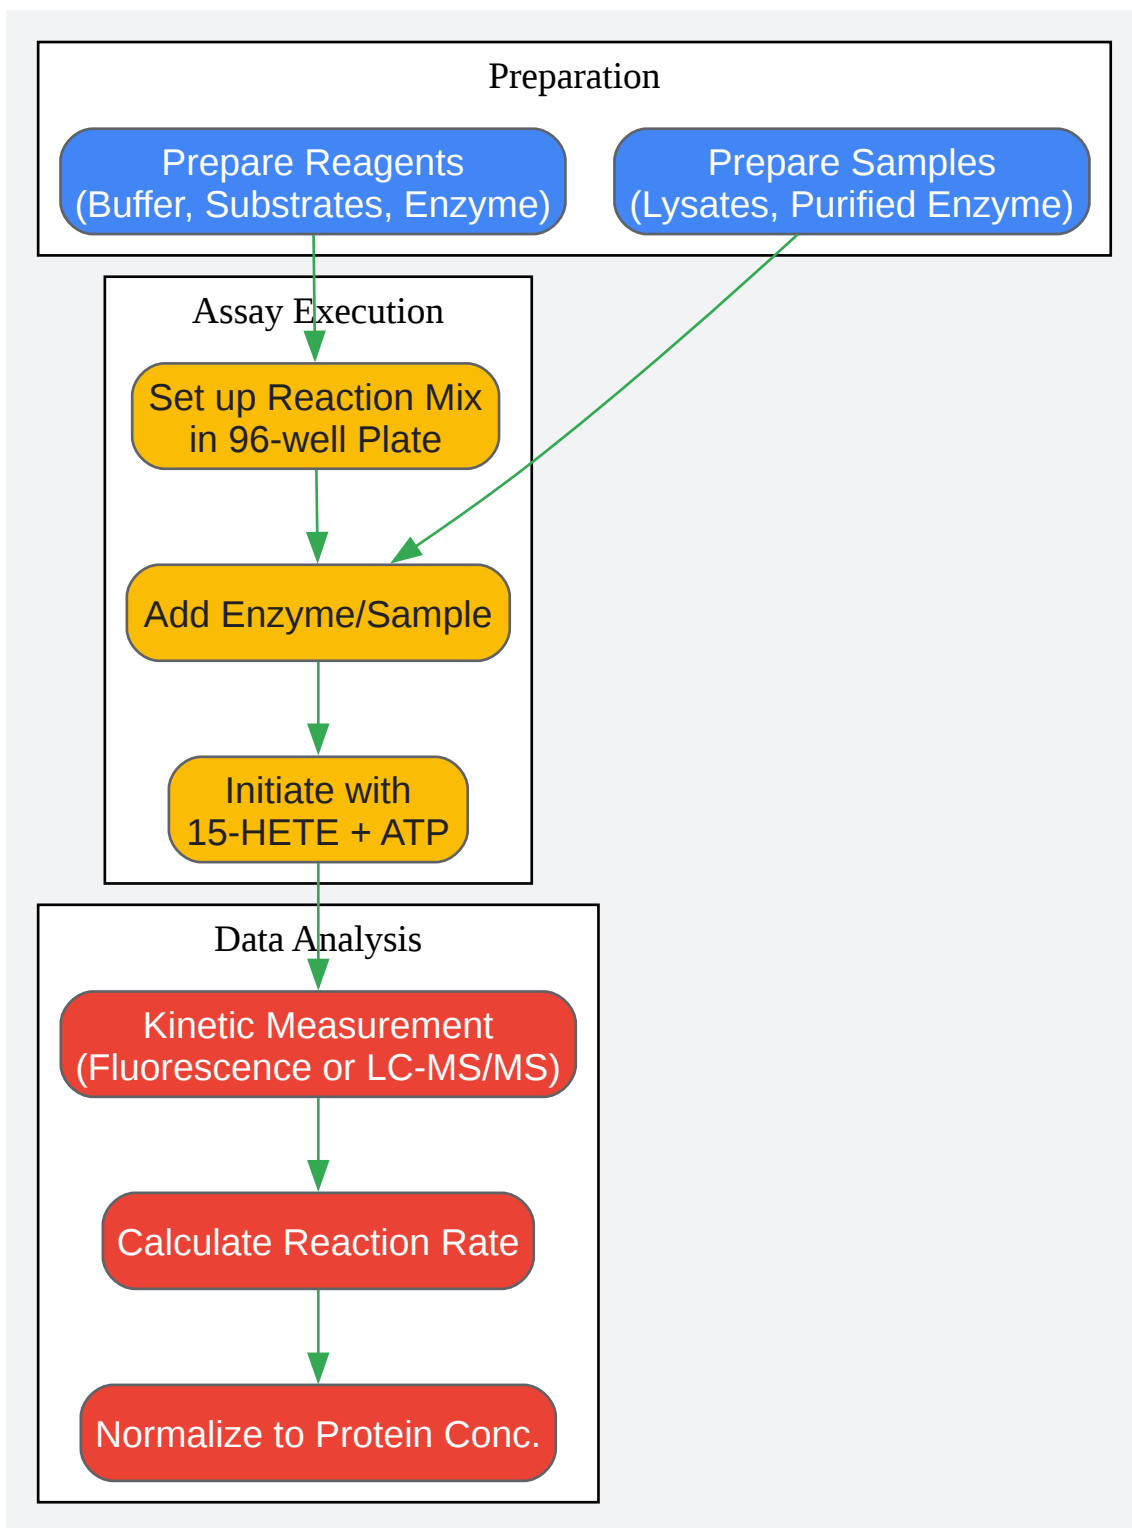 Preparation
Prepare Reagents
(Buffer, Substrates, Enzyme)
Prepare Samples
(Lysates, Purified Enzyme)
Assay Execution
Set up Reaction Mix
in 96-well Plate
Add Enzyme/Sample
Initiate with
15-HETE + ATP
Data Analysis
Kinetic Measurement
(Fluorescence or LC-MS/MS)
Calculate Reaction Rate
Normalize to Protein Conc.